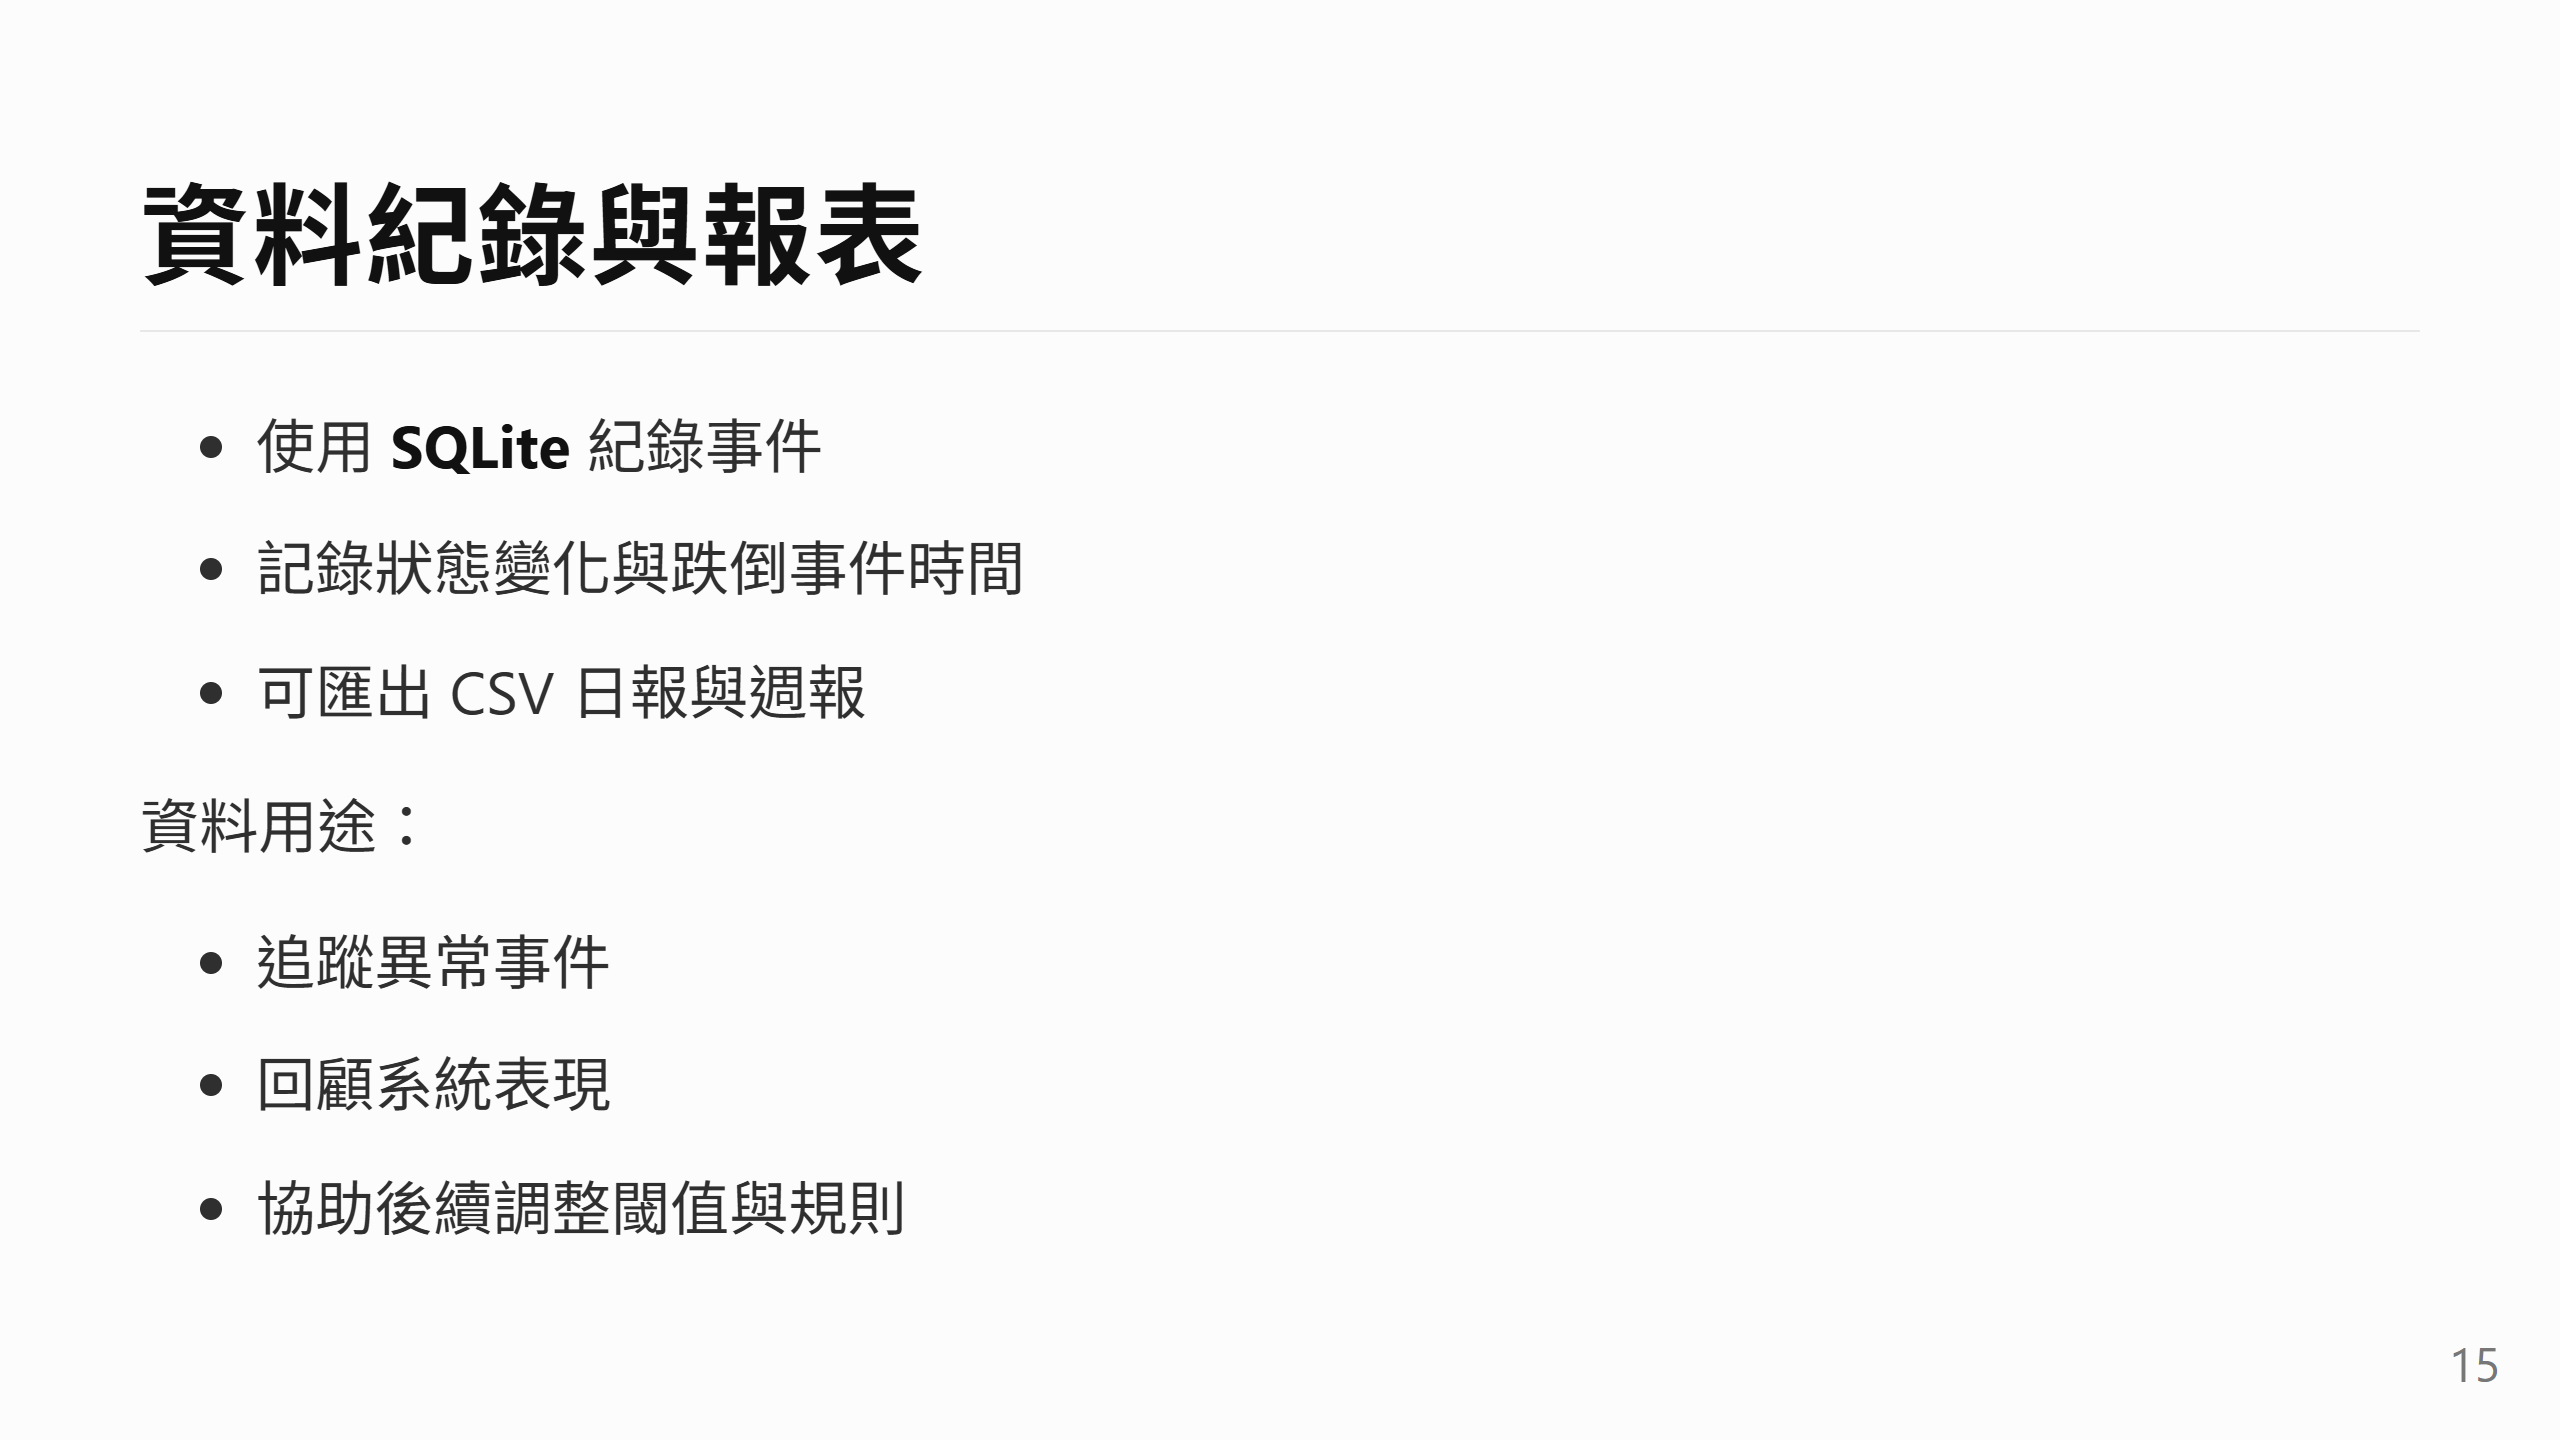 資料紀錄與報表
使用 SQLite 紀錄事件
記錄狀態變化與跌倒事件時間
可匯出 CSV 日報與週報
資料用途：
追蹤異常事件
回顧系統表現
協助後續調整閾值與規則
15